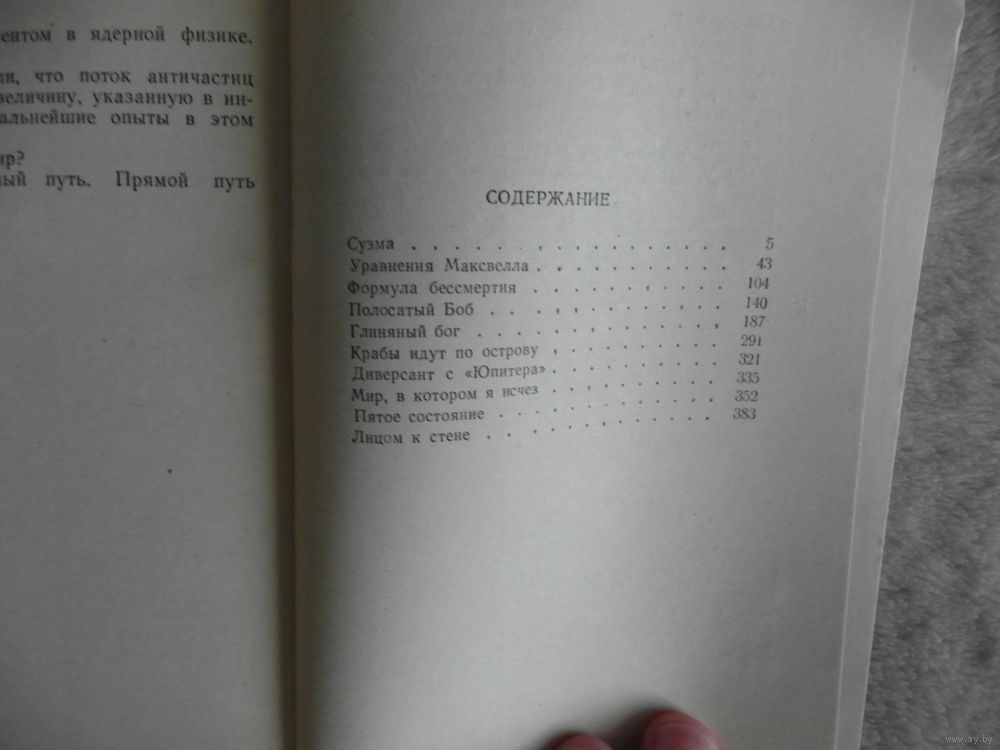 ентом в ядерной физике.
ли, что поток античастиц
величину, указанную в ин-
альнейшие опыты в этом
ир?
ный путь. Прямой путь
СОДЕРЖАНИЕ
Суэма . . . . . . . . . . . . . . . . 5
Уравнения Максвелла . . . . . . . . . . 43
Формула бессмертия . . . . . . . . . . 104
Полосатый Боб . . . . . . . . . . . . 140
Глиняный бог . . . . . . . . . . . . 187
Крабы идут по острову . . . . . . . . . 291
Диверсант с «Юпитера» . . . . . . . . . 321
Мир, в котором я исчез . . . . . . . . . 335
Пятое состояние . . . . . . . . . . . 352
Лицом к стене . . . . . . . . . . . . 383
www.ay.by